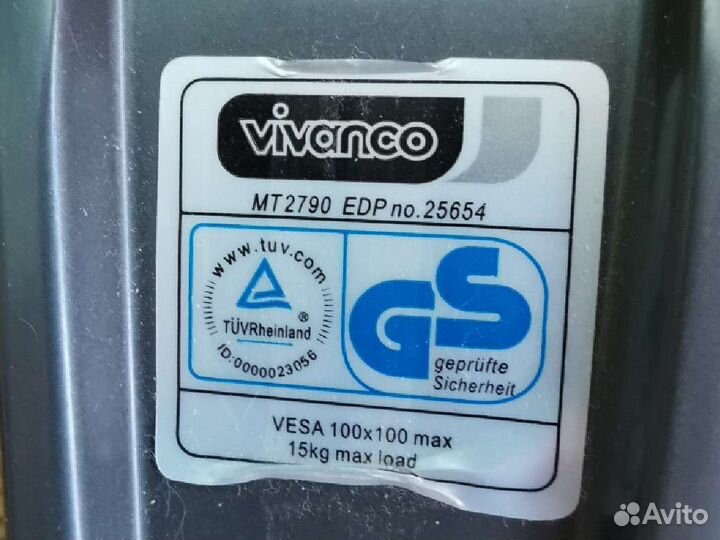 vivanco
MT2790 EDP no.25654
www.tuv.com
TÜVRheinland®
ID:0000023056
GS
geprüfte
Sicherheit
VESA 100x100 max
15kg max load
Avito